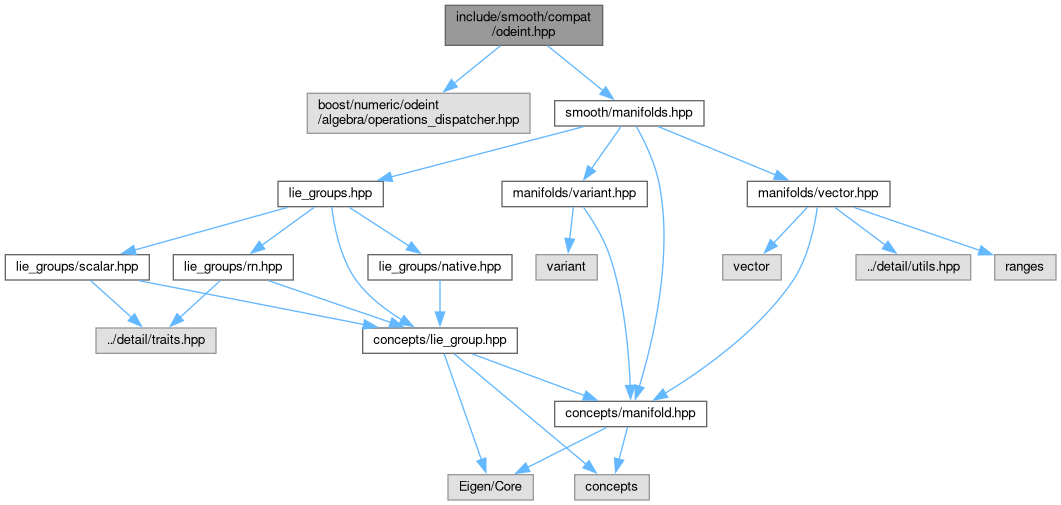 include/smooth/compat
/odeint.hpp
boost/numeric/odeint
/algebra/operations_dispatcher.hpp
smooth/manifolds.hpp
lie_groups.hpp
manifolds/variant.hpp
manifolds/vector.hpp
lie_groups/scalar.hpp
lie_groups/rn.hpp
lie_groups/native.hpp
variant
vector
../detail/utils.hpp
ranges
../detail/traits.hpp
concepts/lie_group.hpp
concepts/manifold.hpp
Eigen/Core
concepts